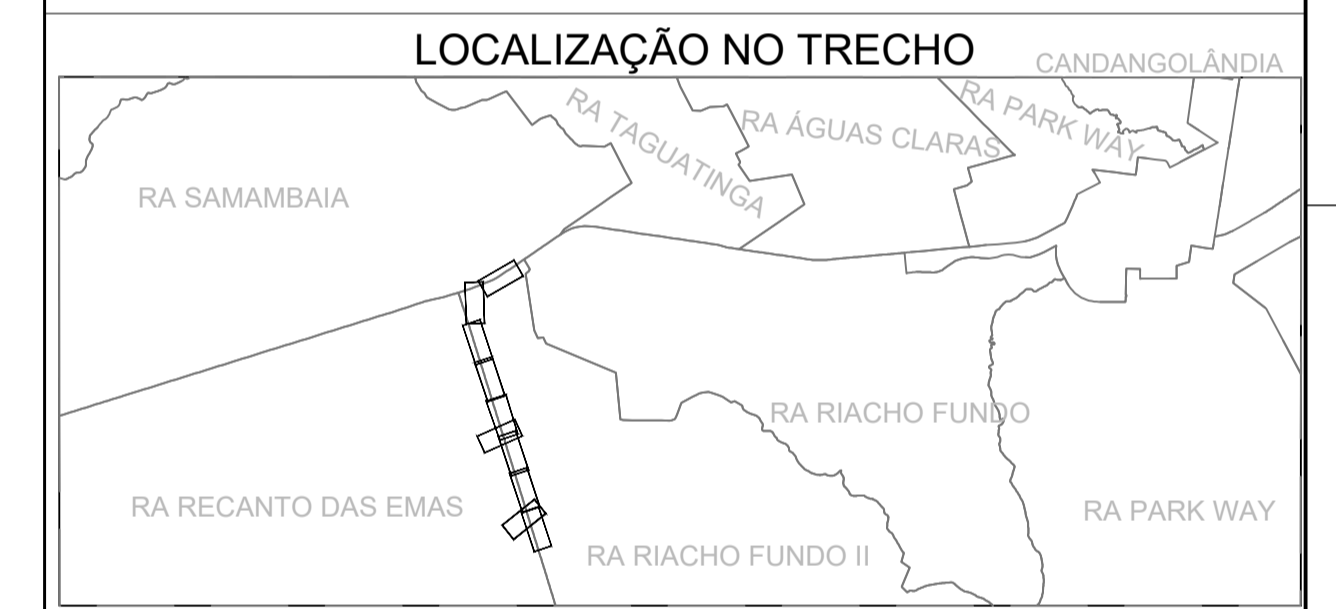 LOCALIZAÇÃO NO TRECHO
CANDANGOLÂNDIA
RA TAGUATINGA
RA ÁGUAS CLARAS
RA PARK WAY
RA SAMAMBAIA
RA RIACHO FUNDO
RA RECANTO DAS EMAS
RA PARK WAY
RA RIACHO FUNDO II